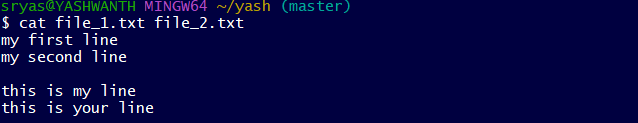 sryas@YASHWANTH MINGW64 ~/yash (master)
$ cat file_1.txt file_2.txt
my first line
my second line

this is my line
this is your line